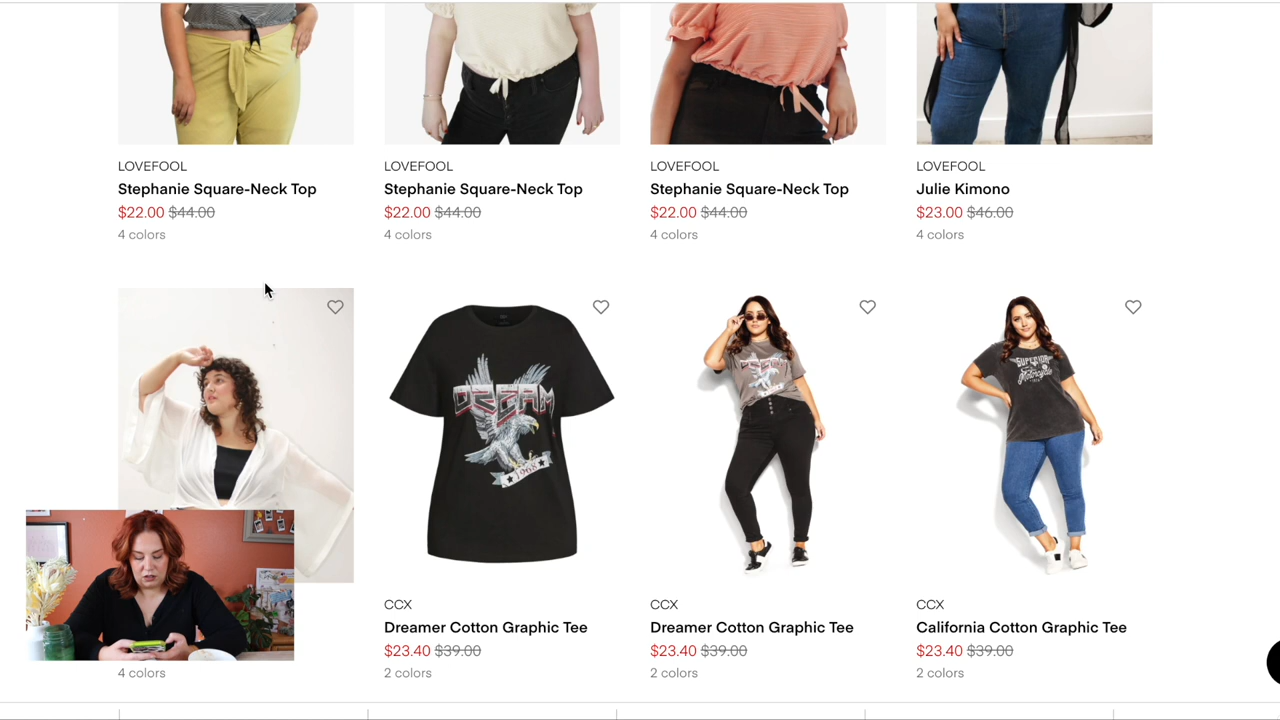 LOVEFOOL
Stephanie Square-Neck Top
$22.00 $44.00
4 colors
LOVEFOOL
Stephanie Square-Neck Top
$22.00 $44.00
4 colors
LOVEFOOL
Stephanie Square-Neck Top
$22.00 $44.00
4 colors
LOVEFOOL
Julie Kimono
$23.00 $46.00
4 colors
DREAM
1968
DREAM
SUPERIOR
Motorcycle
4 colors
CCX
Dreamer Cotton Graphic Tee
$23.40 $39.00
2 colors
CCX
Dreamer Cotton Graphic Tee
$23.40 $39.00
2 colors
CCX
California Cotton Graphic Tee
$23.40 $39.00
2 colors